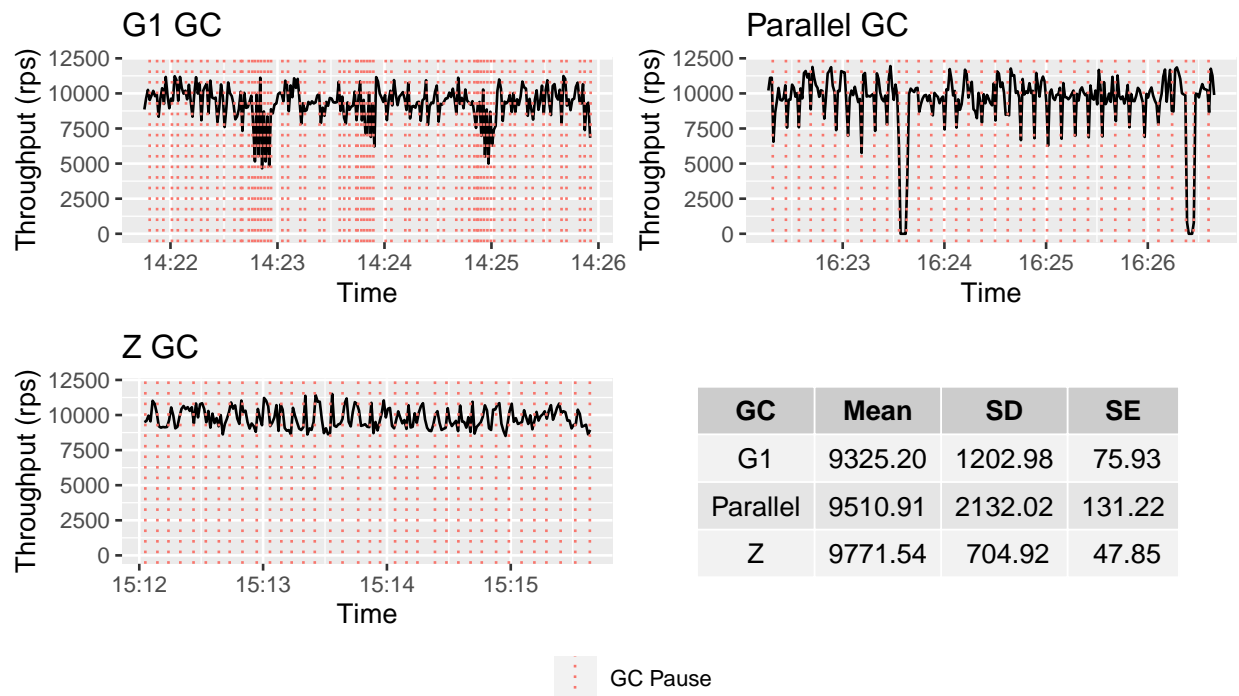 G1 GC
Throughput (rps)
12500
10000
7500
5000
2500
0
14:22 14:23 14:24 14:25 14:26
Time
Parallel GC
Throughput (rps)
12500
10000
7500
5000
2500
0
16:23 16:24 16:25 16:26
Time
Z GC
Throughput (rps)
12500
10000
7500
5000
2500
0
15:12 15:13 15:14 15:15
Time
GC Mean SD SE
G1 9325.20 1202.98 75.93
Parallel 9510.91 2132.02 131.22
Z 9771.54 704.92 47.85
GC Pause